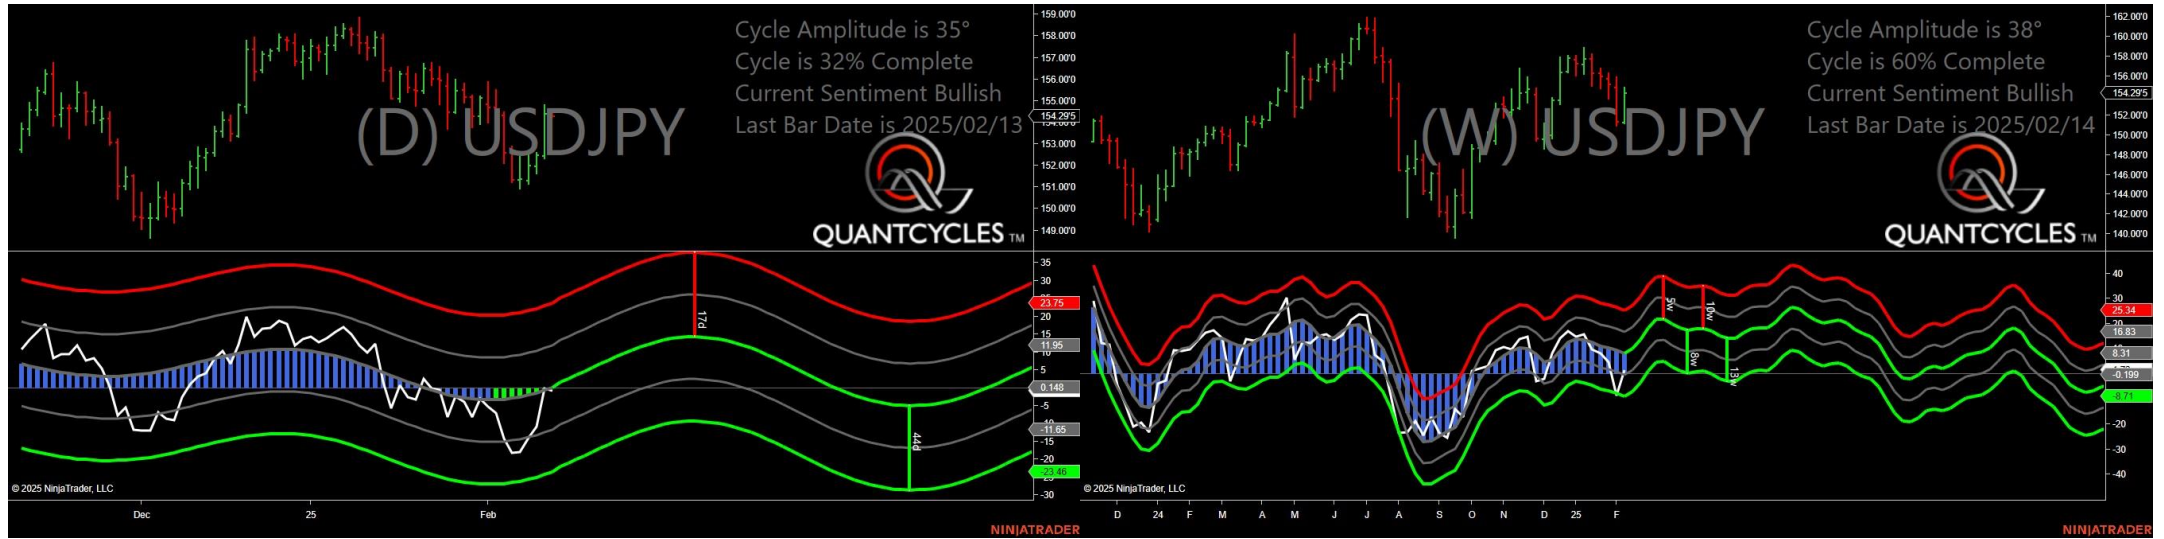 Cycle Amplitude is 35°
Cycle is 32% Complete
Current Sentiment Bullish
Last Bar Date is 2025/02/13
(D) USDJPY
QUANTCYCLES TM
159.00'0
158.00'0
157.00'0
156.00'0
155.00'0
154.29'5
153.00'0
152.00'0
151.00'0
150.00'0
149.00'0
35
30
23.75
20
15
11.95
10
5
0.148
-5
-11.65
-15
-20
-23.46
-30
17d
44d
© 2025 NinjaTrader, LLC
Dec
25
Feb
NINJATRADER
Cycle Amplitude is 38°
Cycle is 60% Complete
Current Sentiment Bullish
Last Bar Date is 2025/02/14
(W) USDJPY
QUANTCYCLES TM
162.00'0
160.00'0
158.00'0
156.00'0
154.29'5
152.00'0
150.00'0
148.00'0
146.00'0
144.00'0
142.00'0
140.00'0
40
30
25.34
16.83
8.31
-0.199
-8.71
-20
-30
-40
5w
10w
8w
13w
© 2025 NinjaTrader, LLC
D
24
F
M
A
M
J
J
A
S
O
N
D
25
F
NINJATRADER